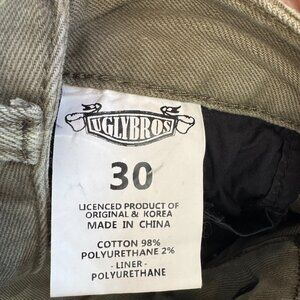 UGLYBROS
30
LICENCED PRODUCT OF
ORIGINAL & KOREA
MADE IN CHINA
COTTON 98%
POLYURETHANE 2%
- LINER -
POLYURETHANE